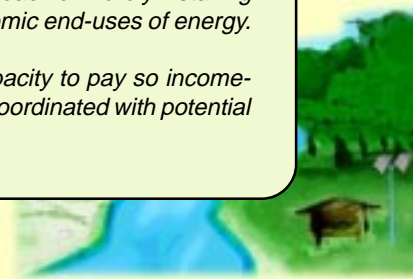 omic end-uses of energy.
pacity to pay so income-
oordinated with potential